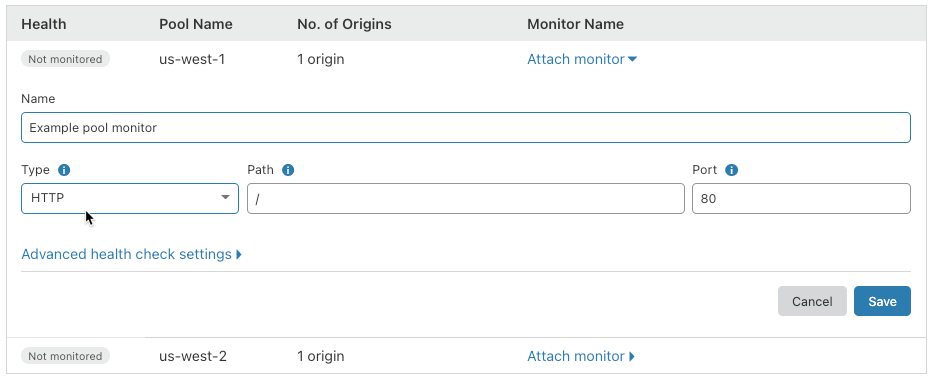 Health Pool Name No. of Origins Monitor Name
Not monitored us-west-1 1 origin Attach monitor
Name
Example pool monitor
Type Path Port
HTTP / 80
Advanced health check settings
Cancel Save
Not monitored us-west-2 1 origin Attach monitor